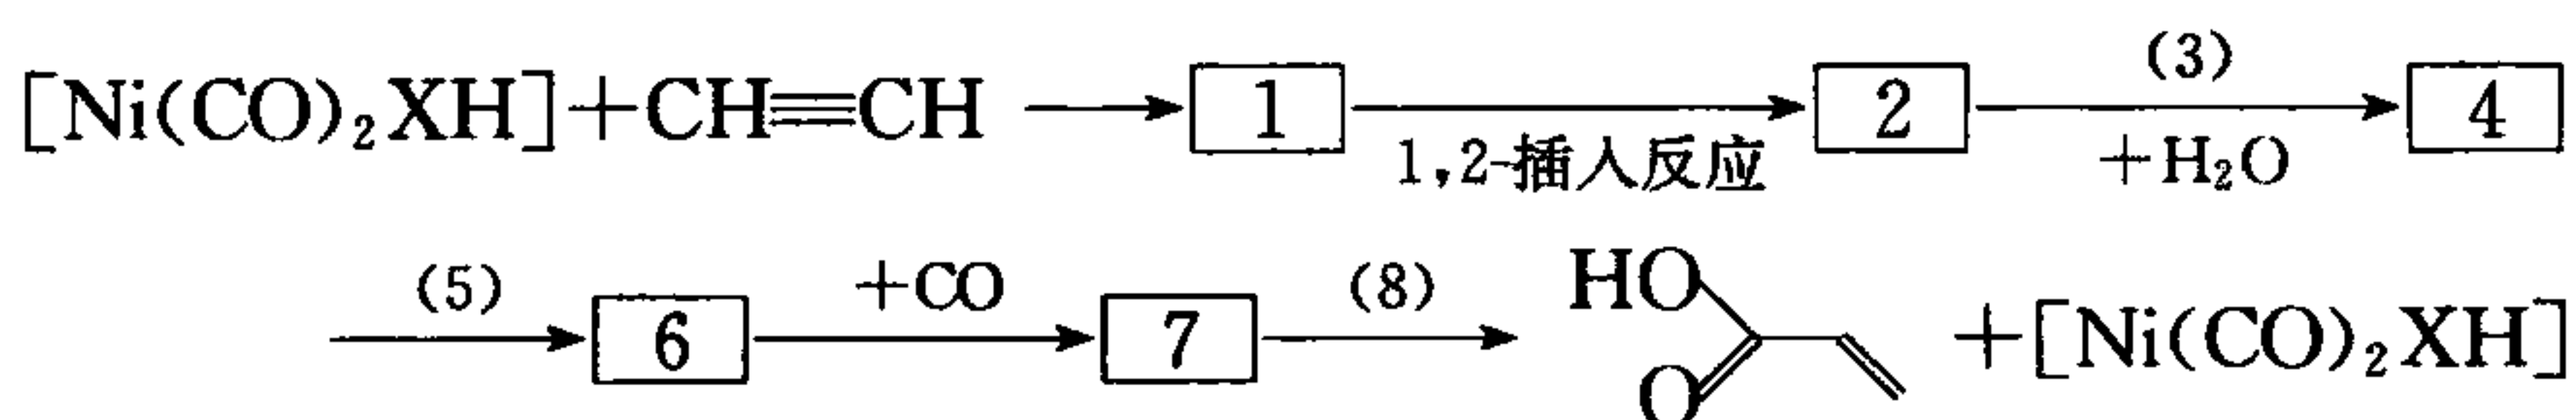 [Ni(CO)₂XH]+CH≡CH → 1 → 2 (3) → 4
1,2-插入反应 +H₂O
(5) → 6 +CO → 7 (8) → HO O +[Ni(CO)₂XH]